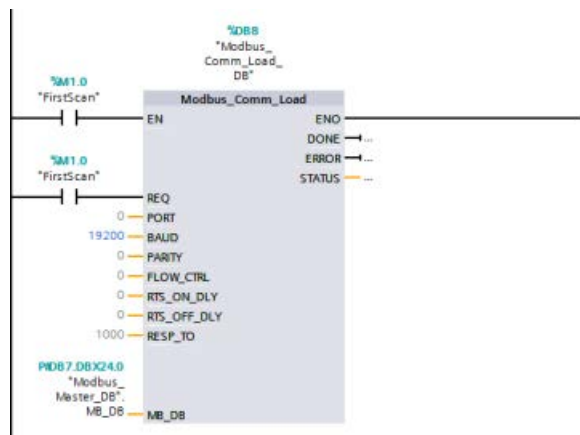 %DB8
"Modbus_
Comm_Load_
DB"
%M1.0
"FirstScan"
Modbus_Comm_Load
EN
ENO
DONE
...
ERROR
...
%M1.0
"FirstScan"
STATUS
...
REQ
0
PORT
19200
BAUD
0
PARITY
0
FLOW_CTRL
0
RTS_ON_DLY
0
RTS_OFF_DLY
1000
RESP_TO
P#DB7.DBX24.0
"Modbus_
Master_DB".
MB_DB
MB_DB